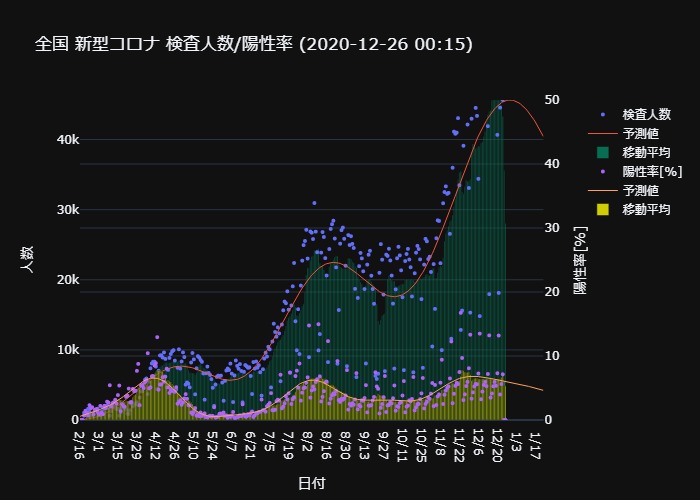 全国 新型コロナ 検査人数/陽性率 (2020-12-26 00:15)
50
検査人数
予測値
移動平均
陽性率[%]
予測値
移動平均
40k
40
30k
30
人数
陽性率[%]
20k
20
10k
10
0
0
2/16
3/1
3/15
3/29
4/12
4/26
5/10
5/24
6/7
6/21
7/5
7/19
8/2
8/16
8/30
9/13
9/27
10/11
10/25
11/8
11/22
12/6
12/20
1/3
1/17
日付